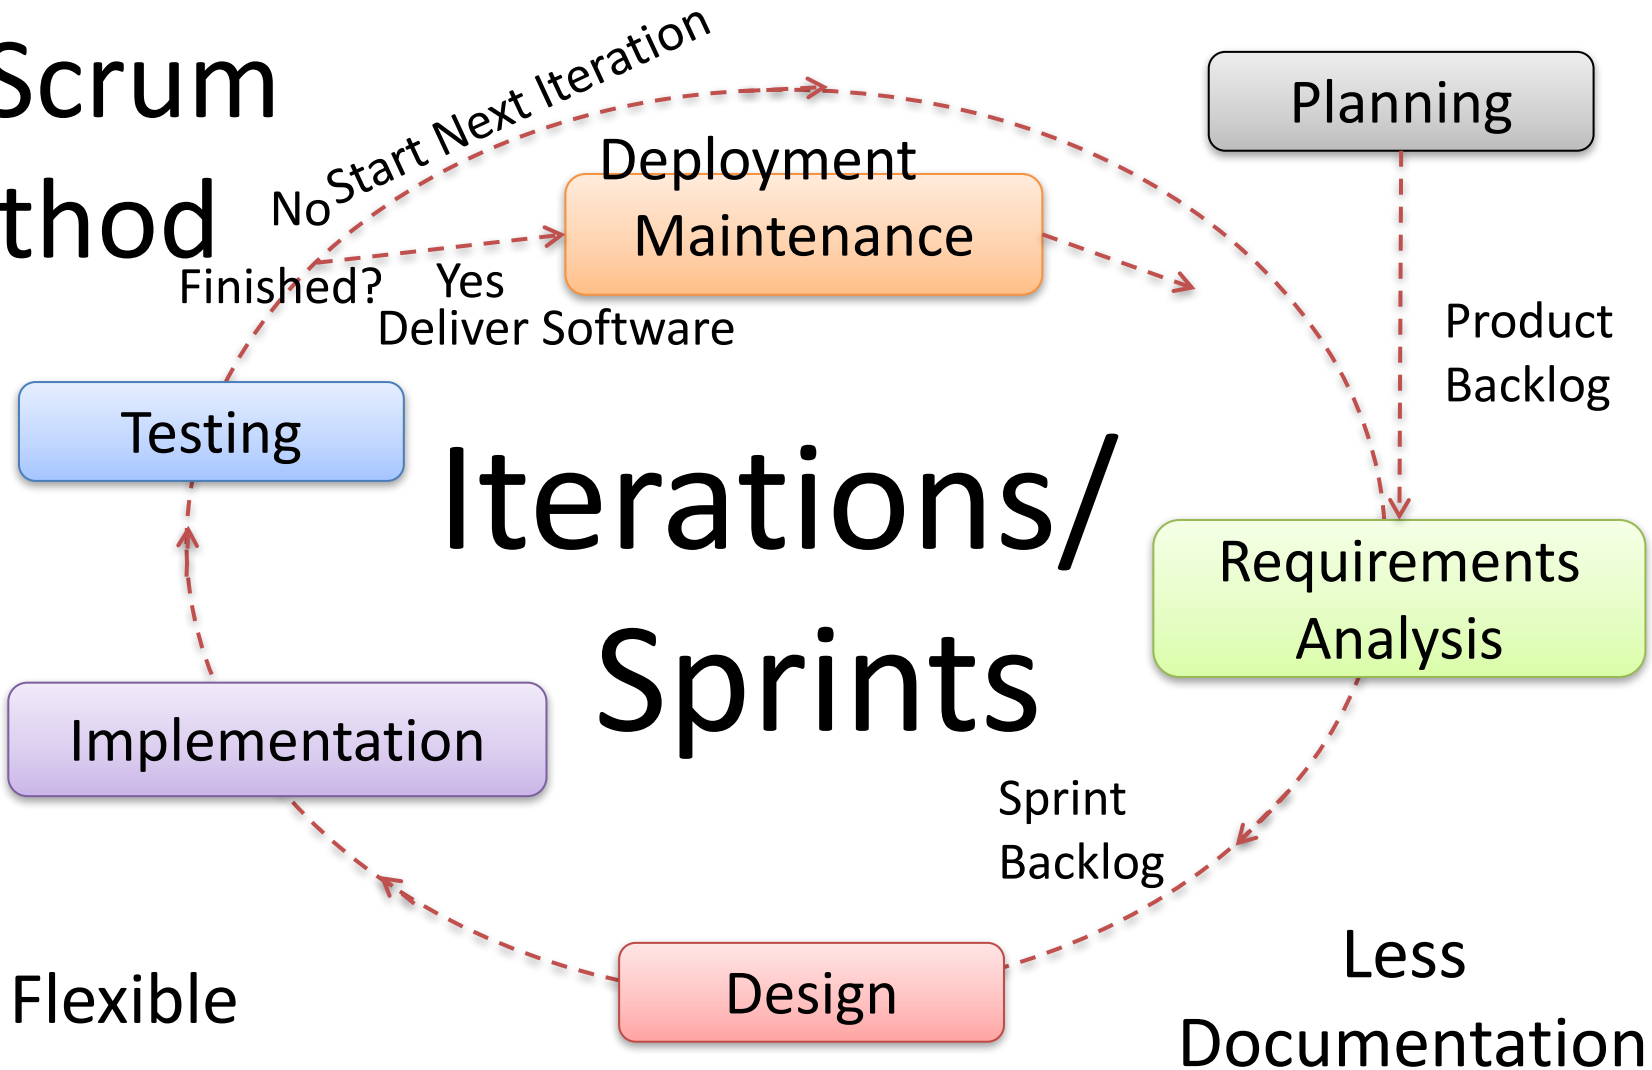 Scrum
thod
Start Next Iteration
No
Finished?
Yes
Deliver Software
Deployment
Maintenance
Planning
Product
Backlog
Testing
Iterations/
Sprints
Requirements
Analysis
Implementation
Sprint
Backlog
Design
Flexible
Less
Documentation